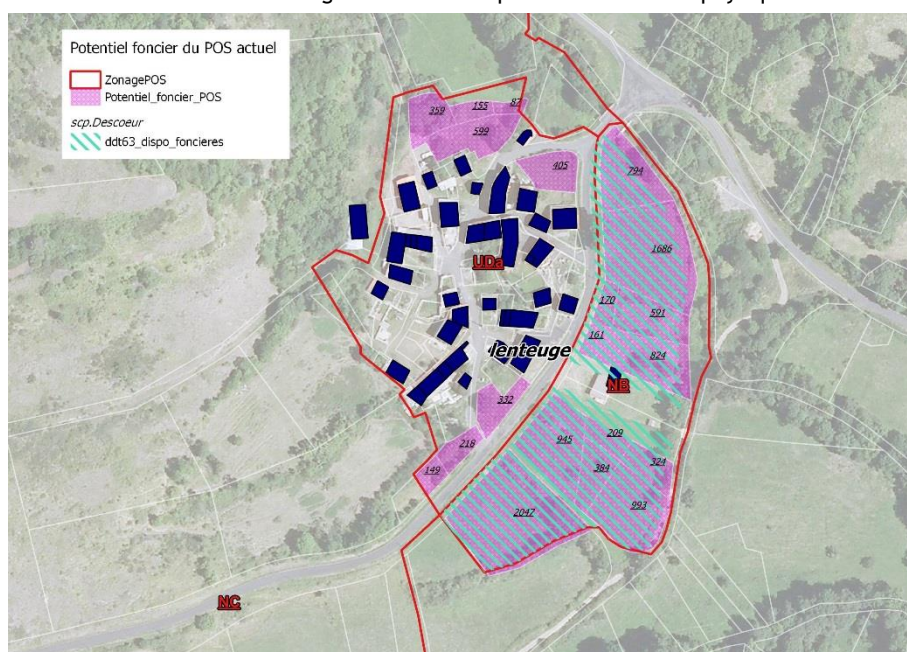 Potentiel foncier du POS actuel
ZonagePOS
Potentiel_foncier_POS
scp.Descoeur
ddt63_dispo_foncieres
359
155
87
599
405
794
1686
UDa
170
591
161
824
lenteuge
NB
332
209
218
945
324
149
384
993
2047
NC